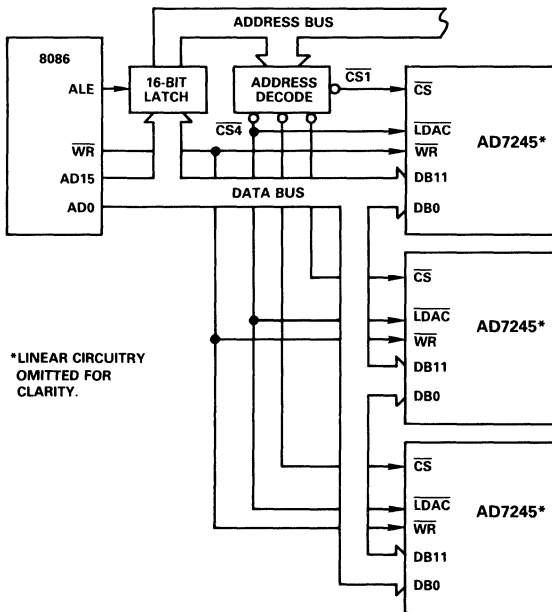 ADDRESS BUS
8086
ALE
WR
AD15
AD0
16-BIT
LATCH
ADDRESS
DECODE
CS1
CS4
DATA BUS
CS
LDAC
WR
DB11
DB0
AD7245*
CS
LDAC
WR
DB11
DB0
AD7245*
CS
LDAC
WR
DB11
DB0
AD7245*
*LINEAR CIRCUITRY
OMITTED FOR
CLARITY.